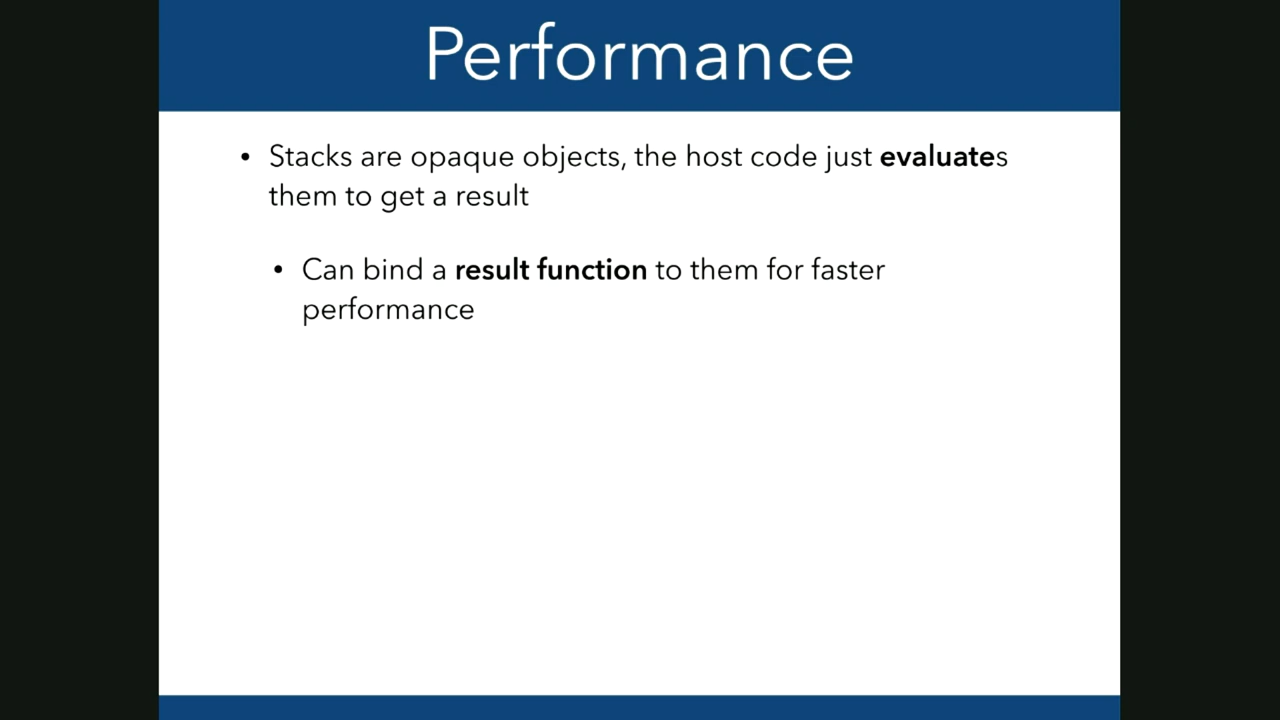 Performance
• Stacks are opaque objects, the host code just evaluates
them to get a result
• Can bind a result function to them for faster
performance